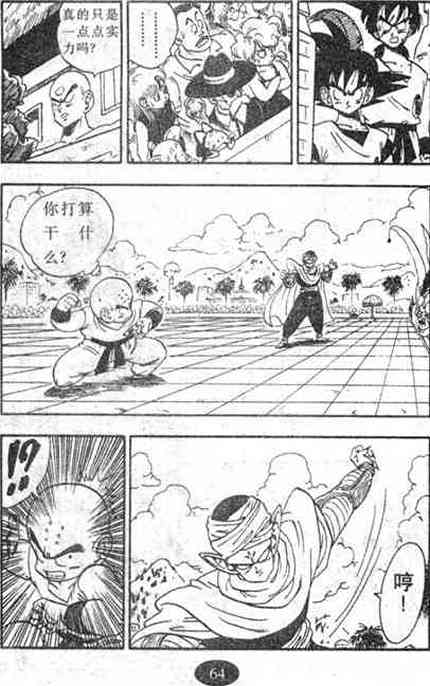 真的只是
一点点实
力吗？
…………
你打算
干什
么？
!?
哼！
64